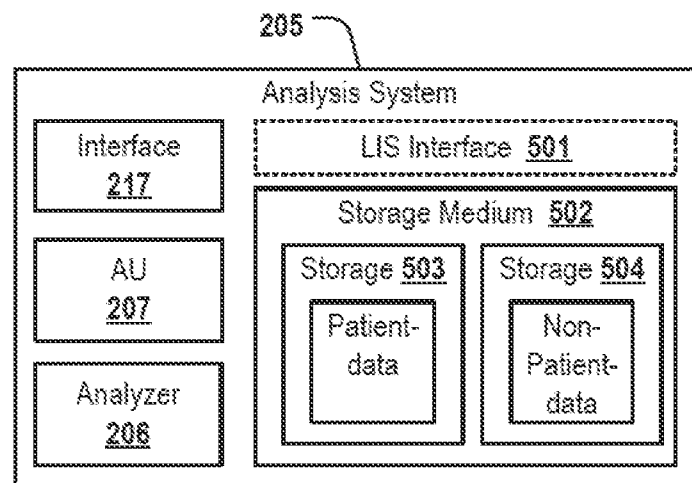 205
Analysis System
Interface
217
LIS Interface 501
Storage Medium 502
AU
207
Storage 503
Patient-
data
Storage 504
Non-
Patient-
data
Analyzer
206